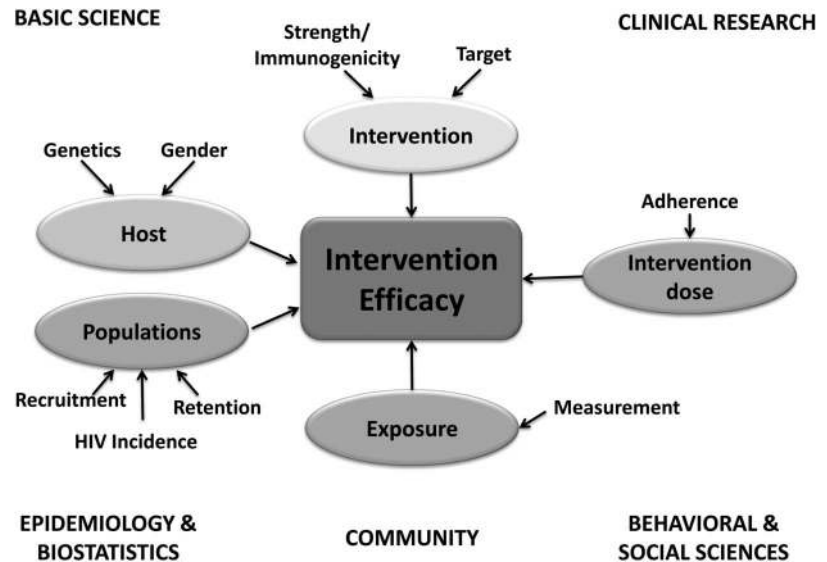 BASIC SCIENCE
CLINICAL RESEARCH
Strength/
Immunogenicity
Target
Intervention
Genetics
Gender
Host
Adherence
Intervention
dose
Intervention
Efficacy
Populations
Recruitment
Retention
HIV Incidence
Exposure
Measurement
EPIDEMIOLOGY &
BIOSTATISTICS
COMMUNITY
BEHAVIORAL &
SOCIAL SCIENCES